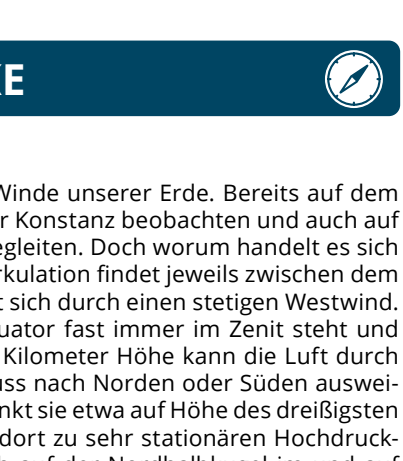 E
Winde unserer Erde. Bereits auf dem
r Konstanz beobachten und auch auf
egleiten. Doch worum handelt es sich
rkulation findet jeweils zwischen dem
t sich durch einen stetigen Westwind.
uator fast immer im Zenit steht und
Kilometer Höhe kann die Luft durch
uss nach Norden oder Süden auswei-
nkt sie etwa auf Höhe des dreißigsten
dort zu sehr stationären Hochdruck-